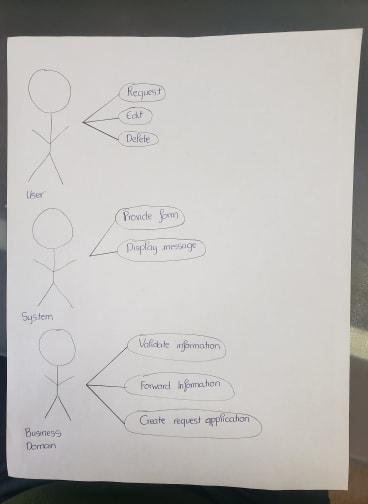 Request
Edit
Delete
User
Provide form
Display message
System
Validate information
Forward Information
Create request application
Business
Domain